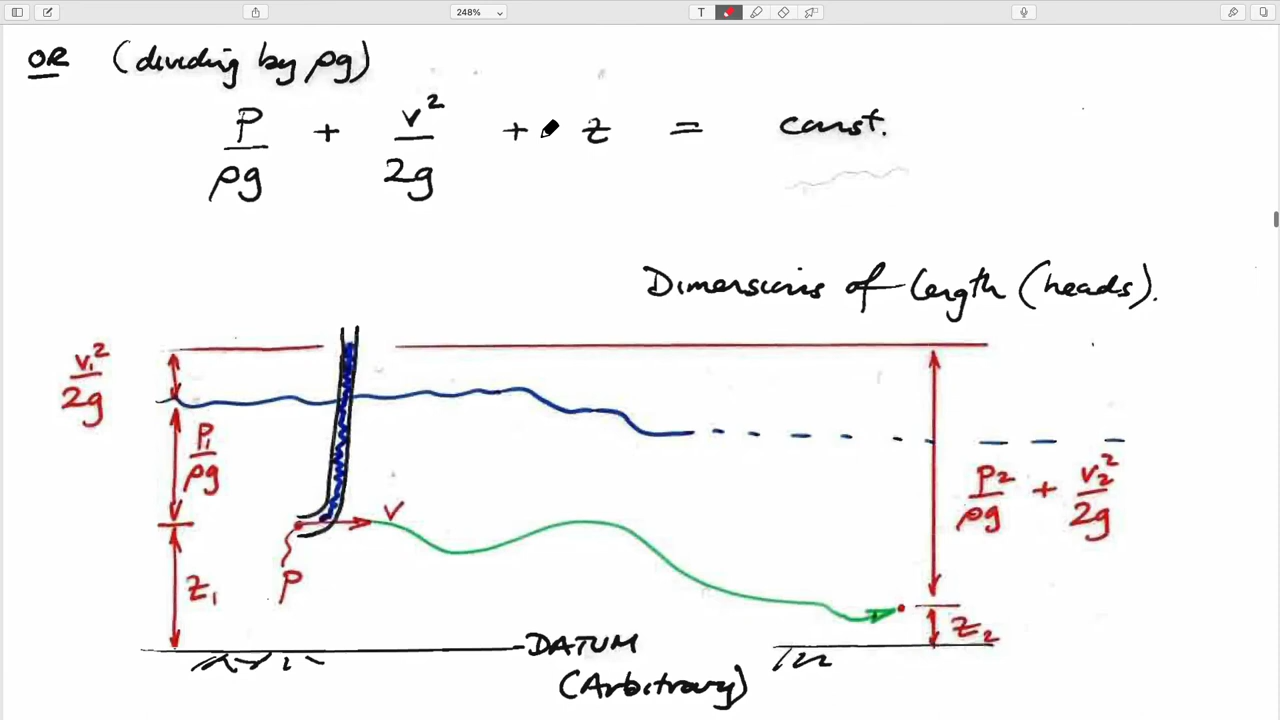 248%
T
OR (dividing by ρg)
P/ρg + v²/2g + z = const.
Dimensions of length (heads).
v₁²/2g
P₁/ρg
z₁
P
v
P₂/ρg + v₂²/2g
z₂
DATUM
(Arbitrary)